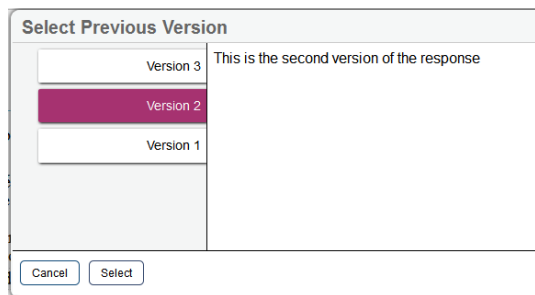 Select Previous Version
Version 3
This is the second version of the response
Version 2
Version 1
Cancel
Select